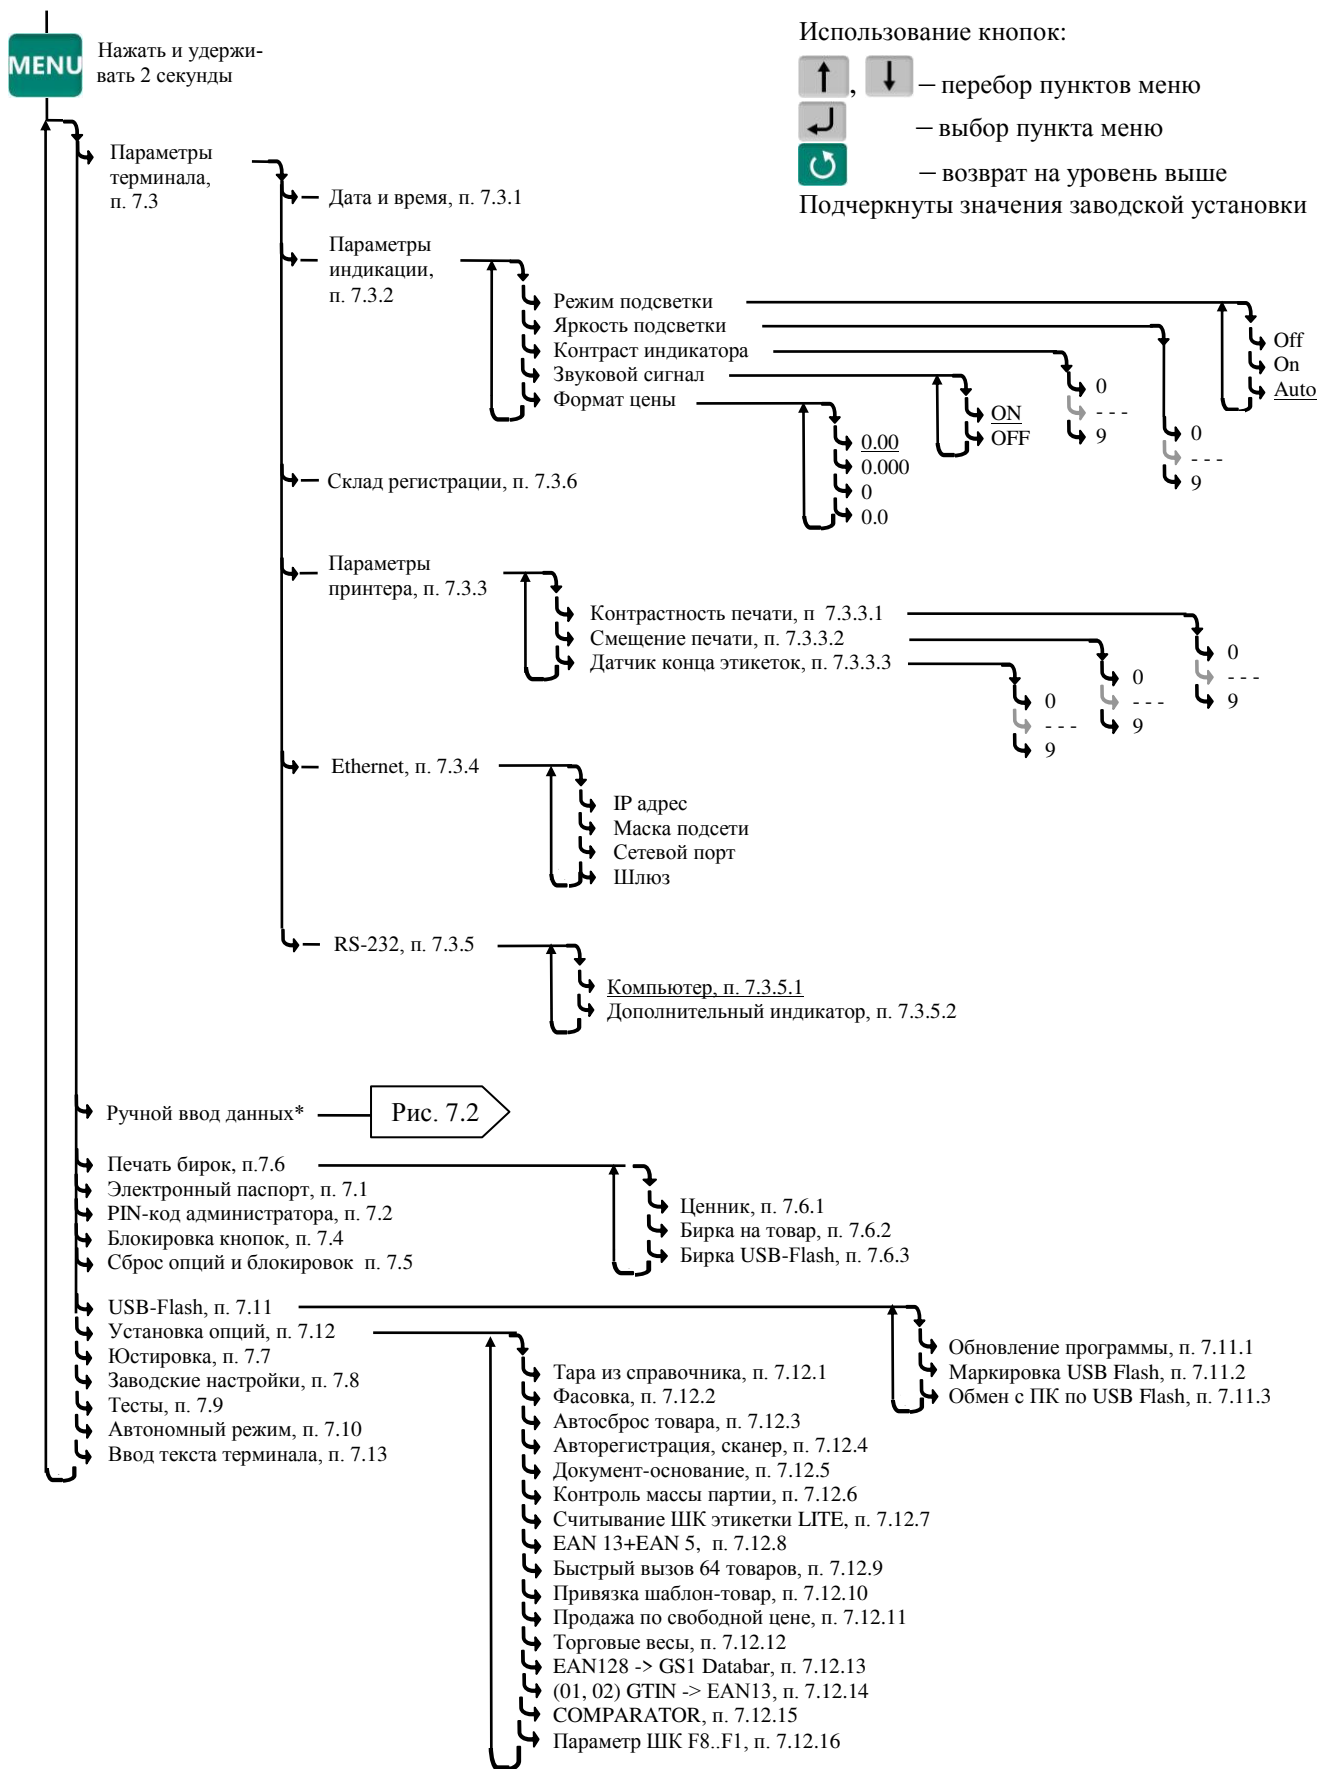 MENU
Нажать и удержи-
вать 2 секунды
Использование кнопок:
, – перебор пунктов меню
– выбор пункта меню
– возврат на уровень выше
Подчеркнуты значения заводской установки
Параметры
терминала,
п. 7.3
Дата и время, п. 7.3.1
Параметры
индикации,
п. 7.3.2
Режим подсветки
Яркость подсветки
Контраст индикатора
Звуковой сигнал
Формат цены
Off
On
Auto
0
- - -
9
0
- - -
9
ON
OFF
0.00
0.000
0
0.0
Склад регистрации, п. 7.3.6
Параметры
принтера, п. 7.3.3
Контрастность печати, п 7.3.3.1
Смещение печати, п. 7.3.3.2
Датчик конца этикеток, п. 7.3.3.3
0
- - -
9
0
- - -
9
0
- - -
9
Ethernet, п. 7.3.4
IP адрес
Маска подсети
Сетевой порт
Шлюз
RS-232, п. 7.3.5
Компьютер, п. 7.3.5.1
Дополнительный индикатор, п. 7.3.5.2
Ручной ввод данных*
Рис. 7.2
Печать бирок, п.7.6
Электронный паспорт, п. 7.1
PIN-код администратора, п. 7.2
Блокировка кнопок, п. 7.4
Сброс опций и блокировок п. 7.5
Ценник, п. 7.6.1
Бирка на товар, п. 7.6.2
Бирка USB-Flash, п. 7.6.3
USB-Flash, п. 7.11
Установка опций, п. 7.12
Юстировка, п. 7.7
Заводские настройки, п. 7.8
Тесты, п. 7.9
Автономный режим, п. 7.10
Ввод текста терминала, п. 7.13
Обновление программы, п. 7.11.1
Маркировка USB Flash, п. 7.11.2
Обмен с ПК по USB Flash, п. 7.11.3
Тара из справочника, п. 7.12.1
Фасовка, п. 7.12.2
Автосброс товара, п. 7.12.3
Авторегистрация, сканер, п. 7.12.4
Документ-основание, п. 7.12.5
Контроль массы партии, п. 7.12.6
Считывание ШК этикетки LITE, п. 7.12.7
EAN 13+EAN 5, п. 7.12.8
Быстрый вызов 64 товаров, п. 7.12.9
Привязка шаблон-товар, п. 7.12.10
Продажа по свободной цене, п. 7.12.11
Торговые весы, п. 7.12.12
EAN128 -> GS1 Databar, п. 7.12.13
(01, 02) GTIN -> EAN13, п. 7.12.14
COMPARATOR, п. 7.12.15
Параметр ШК F8..F1, п. 7.12.16